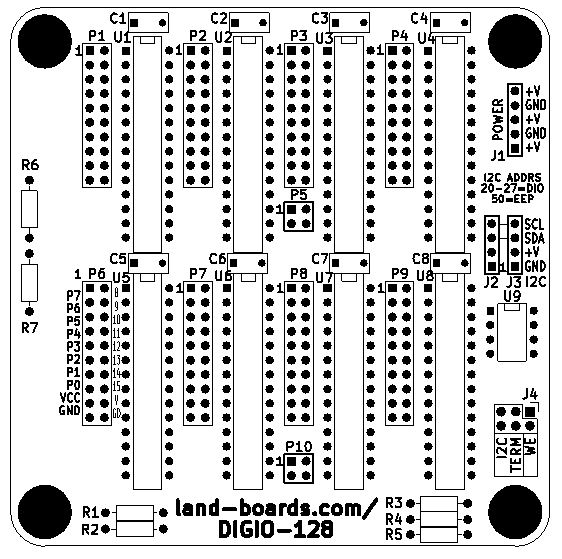 C1 C2 C3 C4
P1 U1 P2 U2 P3 U3 P4 U4
1 1 1 1
+V
GND
+V
GND
+V
POWER
J1
I2C ADDRS
20-27=DIO
50=EEP
R6
P5
1
SCL
SDA
+V
GND
1
J2 J3 I2C
U9
C5 C6 C7 C8
1 P6 U5 1 P7 U6 1 P8 U7 1 P9 U8
P7 8
P6 9
P5 10
P4 11
P3 12
P2 13
P1 14
P0 15
VCC V
GND GD
R7
J4
I2C
TERM
WE
P10
1
R1
R2
land-boards.com/
DIGIO-128
R3
R4
R5